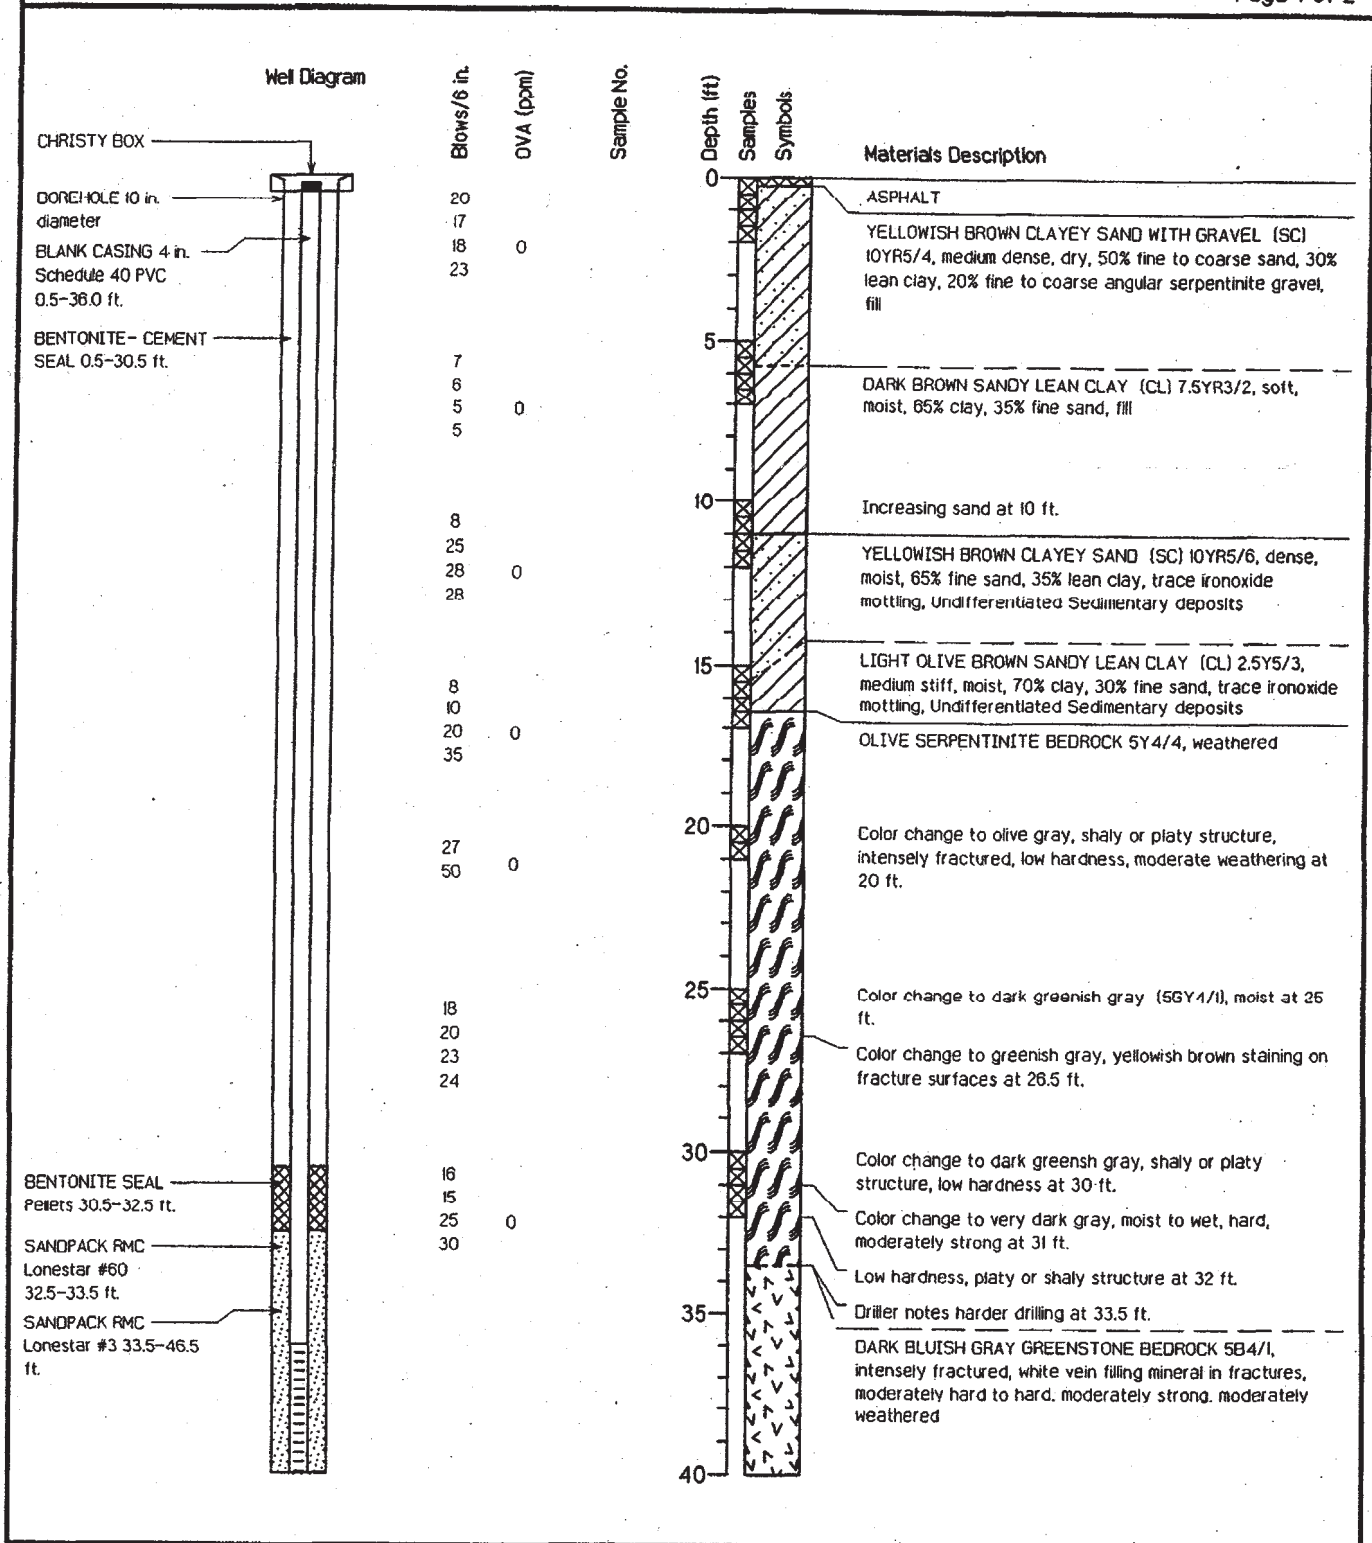 Page 1 of 2
Well Diagram
Blows/6 in.
OVA (ppm)
Sample No.
Depth (ft)
Samples
Symbols
Materials Description
CHRISTY BOX
BOREHOLE 10 in.
diameter
BLANK CASING 4 in.
Schedule 40 PVC
0.5-36.0 ft.
BENTONITE- CEMENT
SEAL 0.5-30.5 ft.
BENTONITE SEAL
Pellets 30.5-32.5 ft.
SANDPACK RMC
Lonestar #60
32.5-33.5 ft.
SANDPACK RMC
Lonestar #3 33.5-46.5
ft.
20
17
18 0
23
7
6
5 0
5
8
25
28 0
28
8
10
20 0
35
27
50 0
18
20
23
24
16
15
25 0
30
0
5
10
15
20
25
30
35
40
ASPHALT
YELLOWISH BROWN CLAYEY SAND WITH GRAVEL (SC)
10YR5/4, medium dense, dry, 50% fine to coarse sand, 30%
lean clay, 20% fine to coarse angular serpentinite gravel,
fill
DARK BROWN SANDY LEAN CLAY (CL) 7.5YR3/2, soft,
moist, 65% clay, 35% fine sand, fill
Increasing sand at 10 ft.
YELLOWISH BROWN CLAYEY SAND (SC) 10YR5/6, dense,
moist, 65% fine sand, 35% lean clay, trace ironoxide
mottling, Undifferentiated Sedimentary deposits
LIGHT OLIVE BROWN SANDY LEAN CLAY (CL) 2.5Y5/3,
medium stiff, moist, 70% clay, 30% fine sand, trace ironoxide
mottling, Undifferentiated Sedimentary deposits
OLIVE SERPENTINITE BEDROCK 5Y4/4, weathered
Color change to olive gray, shaly or platy structure,
intensely fractured, low hardness, moderate weathering at
20 ft.
Color change to dark greenish gray (5GY4/1), moist at 25
ft.
Color change to greenish gray, yellowish brown staining on
fracture surfaces at 26.5 ft.
Color change to dark greensh gray, shaly or platy
structure, low hardness at 30 ft.
Color change to very dark gray, moist to wet, hard,
moderately strong at 31 ft.
Low hardness, platy or shaly structure at 32 ft.
Driller notes harder drilling at 33.5 ft.
DARK BLUISH GRAY GREENSTONE BEDROCK 5B4/1,
intensely fractured, white vein filling mineral in fractures,
moderately hard to hard, moderately strong, moderately
weathered